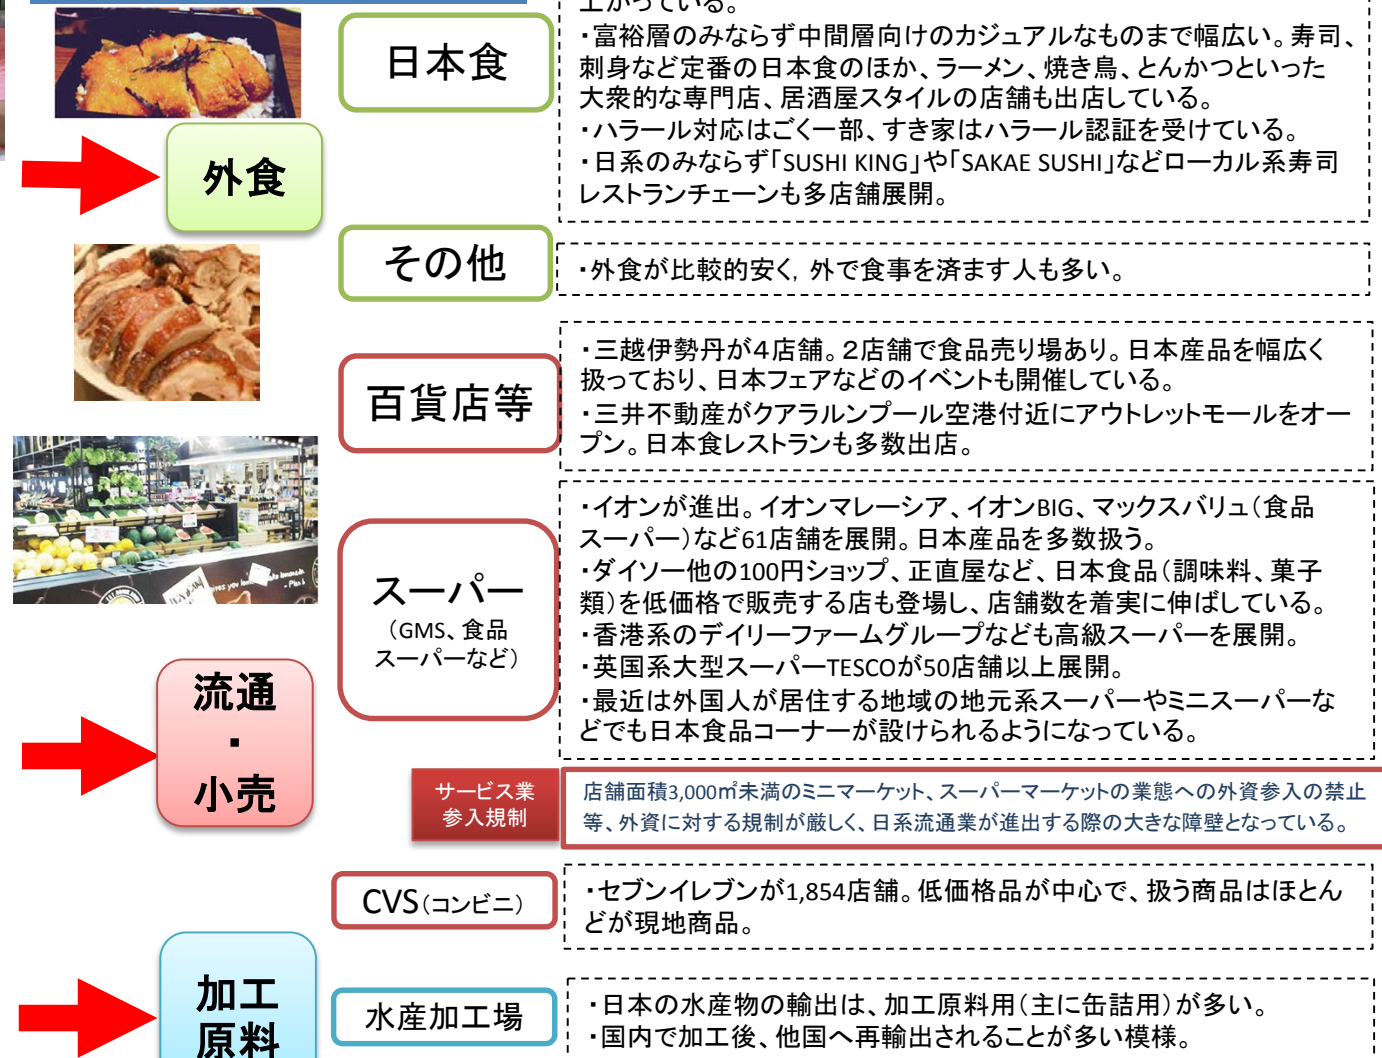 上がっている。
・富裕層のみならず中間層向けのカジュアルなものまで幅広い。寿司、
刺身など定番の日本食のほか、ラーメン、焼き鳥、とんかつといった
大衆的な専門店、居酒屋スタイルの店舗も出店している。
・ハラール対応はごく一部、すき家はハラール認証を受けている。
・日系のみならず「SUSHI KING」や「SAKAE SUSHI」などローカル系寿司
レストランチェーンも多店舗展開。
日本食
外食
その他
・外食が比較的安く,外で食事を済ます人も多い。
百貨店等
・三越伊勢丹が4店舗。2店舗で食品売り場あり。日本産品を幅広く
扱っており、日本フェアなどのイベントも開催している。
・三井不動産がクアラルンプール空港付近にアウトレットモールをオー
プン。日本食レストランも多数出店。
スーパー
(GMS、食品
スーパーなど)
・イオンが進出。イオンマレーシア、イオンBIG、マックスバリュ(食品
スーパー)など61店舗を展開。日本産品を多数扱う。
・ダイソー他の100円ショップ、正直屋など、日本食品(調味料、菓子
類)を低価格で販売する店も登場し、店舗数を着実に伸ばしている。
・香港系のデイリーファームグループなども高級スーパーを展開。
・英国系大型スーパーTESCOが50店舗以上展開。
・最近は外国人が居住する地域の地元系スーパーやミニスーパーな
どでも日本食品コーナーが設けられるようになっている。
流通
・
小売
サービス業
参入規制
店舗面積3,000㎡未満のミニマーケット、スーパーマーケットの業態への外資参入の禁止
等、外資に対する規制が厳しく、日系流通業が進出する際の大きな障壁となっている。
CVS(コンビニ)
・セブンイレブンが1,854店舗。低価格品が中心で、扱う商品はほとん
どが現地商品。
加工
原料
水産加工場
・日本の水産物の輸出は、加工原料用(主に缶詰用)が多い。
・国内で加工後、他国へ再輸出されることが多い模様。